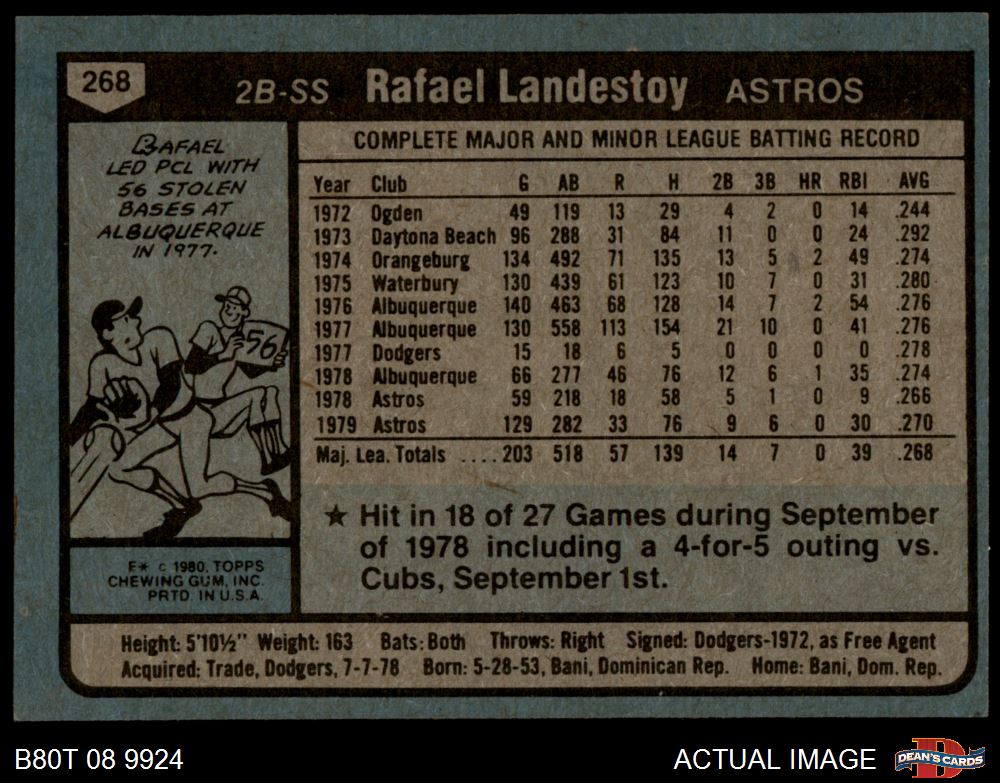 268
2B-SS Rafael Landestoy ASTROS
RAFAEL
LED PCL WITH
56 STOLEN
BASES AT
ALBUQUERQUE
IN 1977.
56
E* © 1980, TOPPS
CHEWING GUM, INC.
PRTD. IN U.S.A.
COMPLETE MAJOR AND MINOR LEAGUE BATTING RECORD
Year Club G AB R H 2B 3B HR RBI AVG
1972 Ogden 49 119 13 29 4 2 0 14 .244
1973 Daytona Beach 96 288 31 84 11 0 0 24 .292
1974 Orangeburg 134 492 71 135 13 5 2 49 .274
1975 Waterbury 130 439 61 123 10 7 0 31 .280
1976 Albuquerque 140 463 68 128 14 7 2 54 .276
1977 Albuquerque 130 558 113 154 21 10 0 41 .276
1977 Dodgers 15 18 6 5 0 0 0 0 .278
1978 Albuquerque 66 277 46 76 12 6 1 35 .274
1978 Astros 59 218 18 58 5 1 0 9 .266
1979 Astros 129 282 33 76 9 6 0 30 .270
Maj. Lea. Totals ....203 518 57 139 14 7 0 39 .268
★ Hit in 18 of 27 Games during September
of 1978 including a 4-for-5 outing vs.
Cubs, September 1st.
Height: 5'10½" Weight: 163 Bats: Both Throws: Right Signed: Dodgers-1972, as Free Agent
Acquired: Trade, Dodgers, 7-7-78 Born: 5-28-53, Bani, Dominican Rep. Home: Bani, Dom. Rep.
B80T 08 9924
ACTUAL IMAGE
D
DEAN'S CARDS